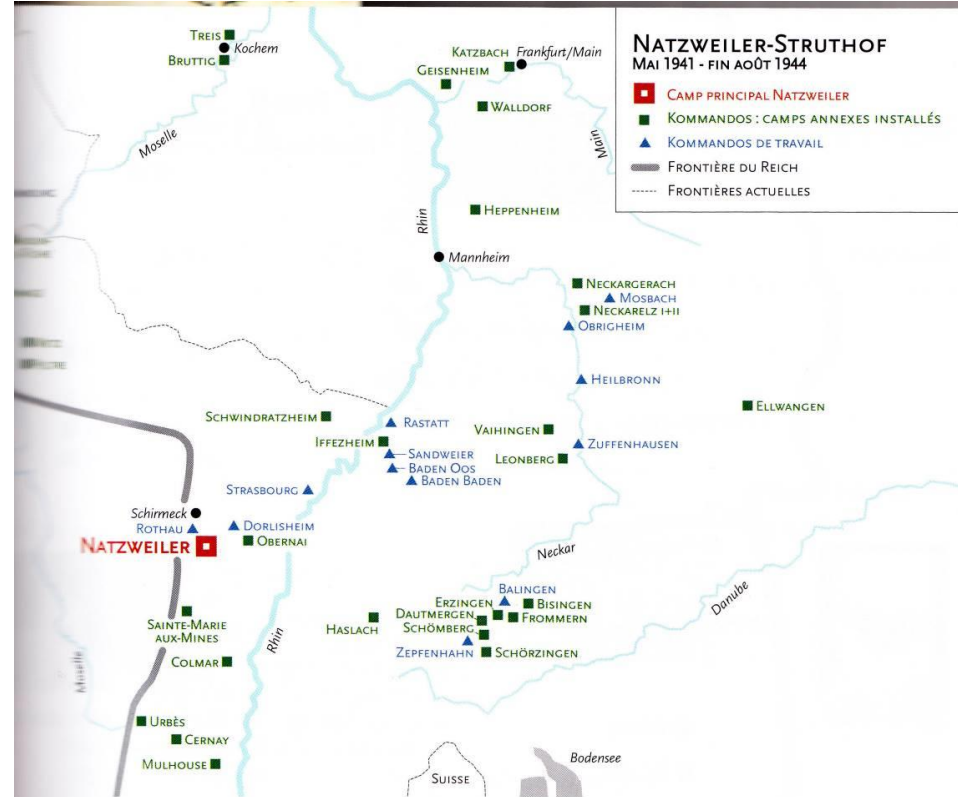 Natzweiler-Struthof
Mai 1941 - fin août 1944
Camp principal Natzweiler
Kommandos : camps annexes installés
Kommandos de travail
Frontière du Reich
Frontières actuelles
Treis
Kochem
Bruttig
Katzbach
Frankfurt/Main
Geisenheim
Walldorf
Moselle
Main
Heppenheim
Rhin
Mannheim
Neckargerach
Mosbach
Neckarelz I+II
Obrigheim
Heilbronn
Ellwangen
Schwindratzheim
Rastatt
Iffezheim
Vaihingen
Zuffenhausen
Sandweier
Leonberg
Baden Oos
Baden Baden
Strasbourg
Schirmeck
Rothau
Dorlisheim
Natzweiler
Obernai
Neckar
Balingen
Danube
Erzingen
Bisingen
Dautmergen
Frommern
Sainte-Marie
aux-Mines
Haslach
Schömberg
Rhin
Zepfenhahn
Schörzingen
Colmar
Moselle
Urbès
Cernay
Mulhouse
Bodensee
Suisse